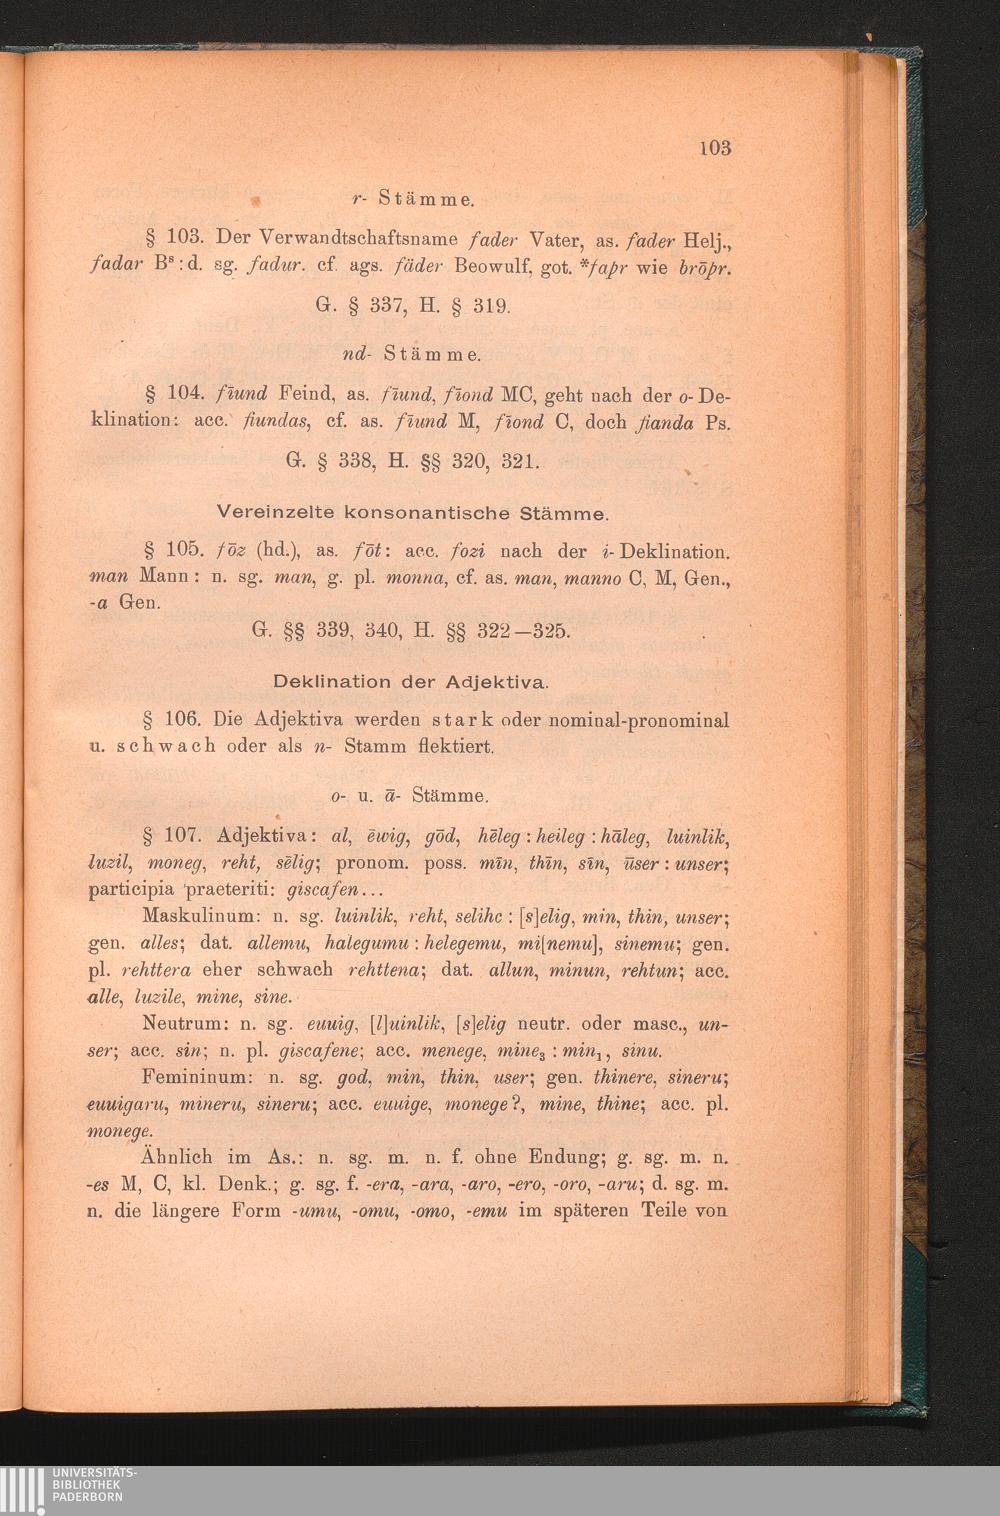 103
r- Stämme.
§ 103. Der Verwandtschaftsname fader Vater, as. fader Helj.,
fadar Bˢ : d. sg. fadur. cf. ags. fäder Beowulf, got. *faþr wie brōþr.
G. § 337, H. § 319.
nd- Stämme.
§ 104. fīund Feind, as. fīund, fīond MC, geht nach der o-De-
klination: acc. fiundas, cf. as. fīund M, fīond C, doch fianda Ps.
G. § 338, H. §§ 320, 321.
Vereinzelte konsonantische Stämme.
§ 105. fōz (hd.), as. fōt: acc. fozi nach der i-Deklination.
man Mann: n. sg. man, g. pl. monna, cf. as. man, manno C, M, Gen.,
-a Gen.
G. §§ 339, 340, H. §§ 322–325.
Deklination der Adjektiva.
§ 106. Die Adjektiva werden stark oder nominal-pronominal
u. schwach oder als n- Stamm flektiert.
o- u. ā- Stämme.
§ 107. Adjektiva: al, ēwig, gōd, hēleg : heileg : hāleg, luinlik,
luzil, moneg, reht, sēlig; pronom. poss. mīn, thīn, sīn, ūser : unser;
participia praeteriti: giscafen...
Maskulinum: n. sg. luinlik, reht, selihc : [s]elig, min, thin, unser;
gen. alles; dat. allemu, halegumu : helegemu, mi[nemu], sinemu; gen.
pl. rehttera eher schwach rehttena; dat. allun, minun, rehtun; acc.
alle, luzile, mine, sine.
Neutrum: n. sg. euuig, [l]uinlik, [s]elig neutr. oder masc., un-
ser; acc. sin; n. pl. giscafene; acc. menege, mine₃ : min₁, sinu.
Femininum: n. sg. god, min, thin, user; gen. thinere, sineru;
euuigaru, mineru, sineru; acc. euuige, monege?, mine, thine; acc. pl.
monege.
Ähnlich im As.: n. sg. m. n. f. ohne Endung; g. sg. m. n.
-es M, C, kl. Denk.; g. sg. f. -era, -ara, -aro, -ero, -oro, -aru; d. sg. m.
n. die längere Form -umu, -omu, -omo, -emu im späteren Teile von
UNIVERSITÄTS-
BIBLIOTHEK
PADERBORN